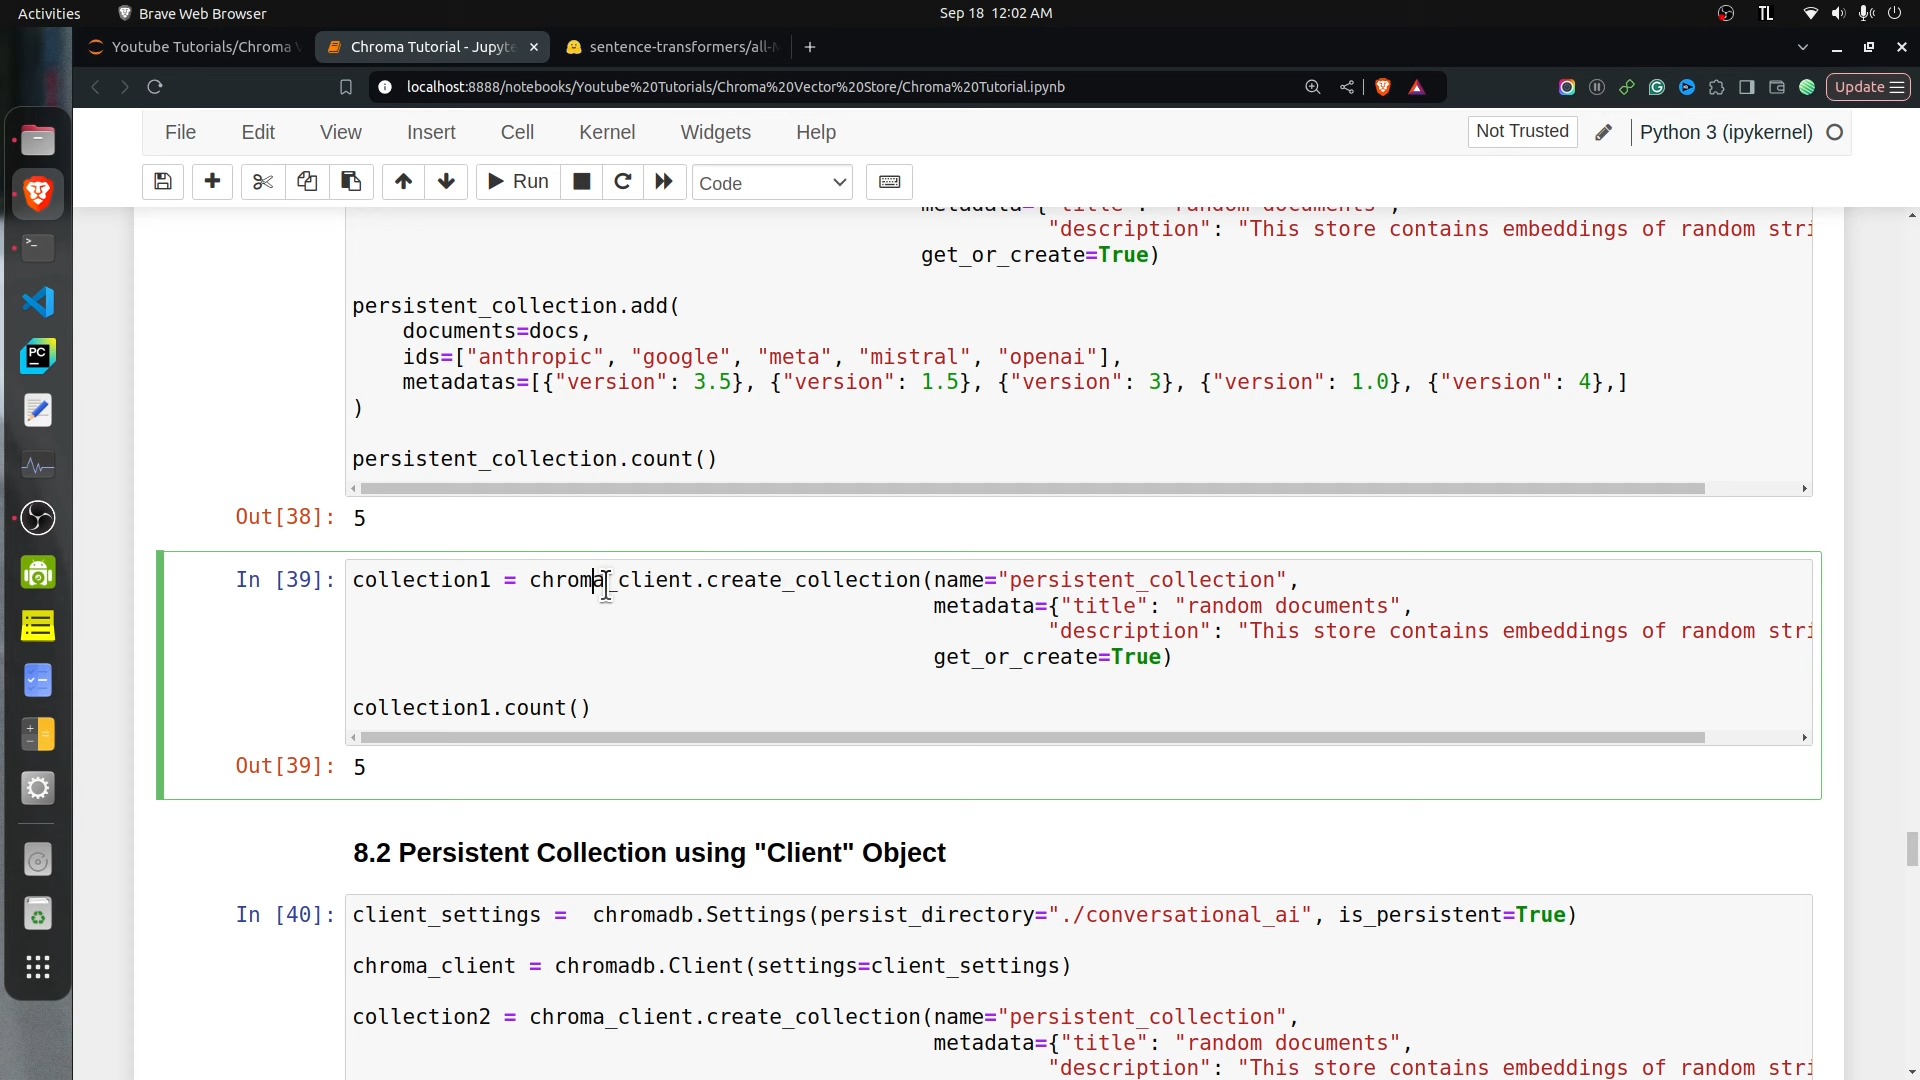 Activities Brave Web Browser Sep 18 12:02 AM TL
Youtube Tutorials/Chroma Chroma Tutorial - Jupyte sentence-transformers/all-
localhost:8888/notebooks/Youtube%20Tutorials/Chroma%20Vector%20Store/Chroma%20Tutorial.ipynb Update
File Edit View Insert Cell Kernel Widgets Help Not Trusted Python 3 (ipykernel)
Run Code
metadata={"title": "random documents",
"description": "This store contains embeddings of random stri
get_or_create=True)
persistent_collection.add(
documents=docs,
ids=["anthropic", "google", "meta", "mistral", "openai"],
metadatas=[{"version": 3.5}, {"version": 1.5}, {"version": 3}, {"version": 1.0}, {"version": 4},]
)
persistent_collection.count()
Out[38]: 5
In [39]: collection1 = chroma_client.create_collection(name="persistent_collection",
metadata={"title": "random documents",
"description": "This store contains embeddings of random stri
get_or_create=True)
collection1.count()
Out[39]: 5
8.2 Persistent Collection using "Client" Object
In [40]: client_settings =  chromadb.Settings(persist_directory="./conversational_ai", is_persistent=True)
chroma_client = chromadb.Client(settings=client_settings)
collection2 = chroma_client.create_collection(name="persistent_collection",
metadata={"title": "random documents",
"description": "This store contains embeddings of random stri